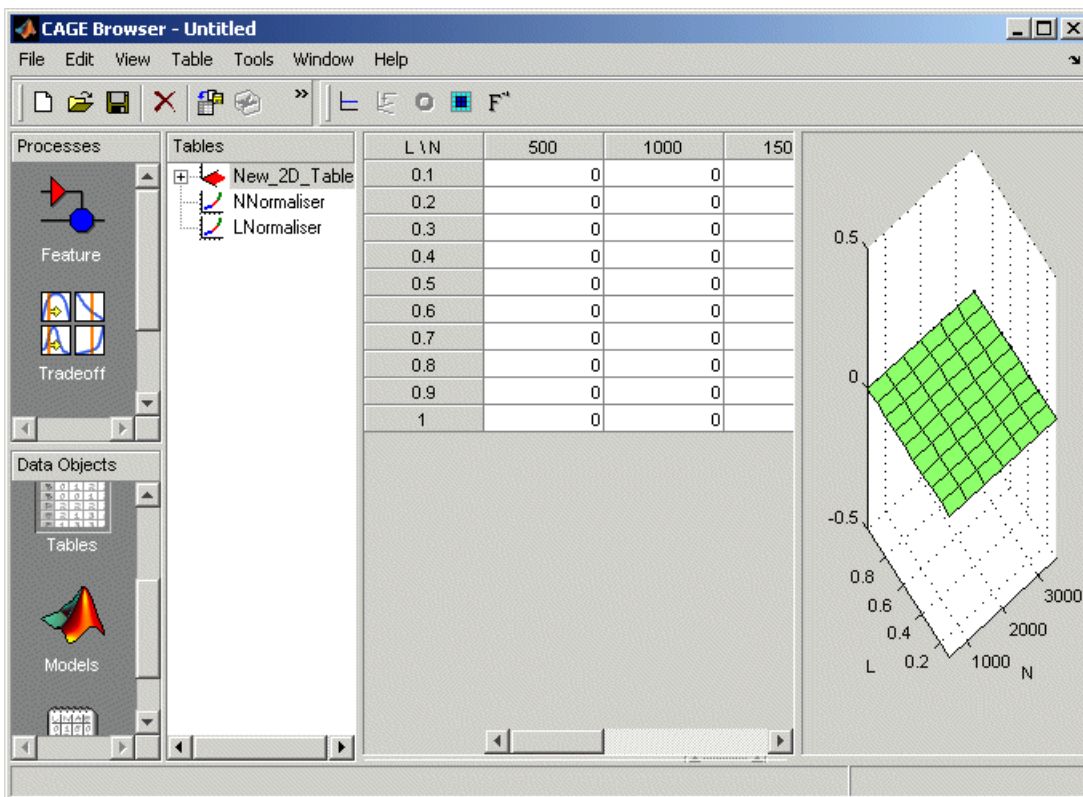 CAGE Browser - Untitled
File Edit View Table Tools Window Help
» F
Processes
Feature
Tradeoff
Data Objects
Tables
Models
Tables
New_2D_Table
NNormaliser
LNormaliser
L \ N 500 1000 150
0.1 0 0
0.2 0 0
0.3 0 0
0.4 0 0
0.5 0 0
0.6 0 0
0.7 0 0
0.8 0 0
0.9 0 0
1 0 0
0.5
0
-0.5
0.8
0.6
0.4
0.2
L
1000
2000
3000
N